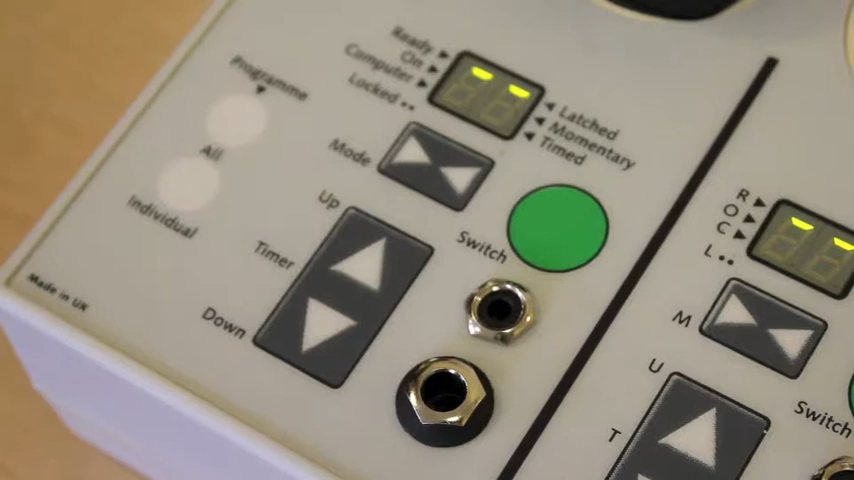 Ready
On
Computer
Locked
Latched
Momentary
Timed
Programme
All
Individual
Mode
Up
Timer
Down
Switch
Made in UK
R
O
C
L
M
U
T
Switch